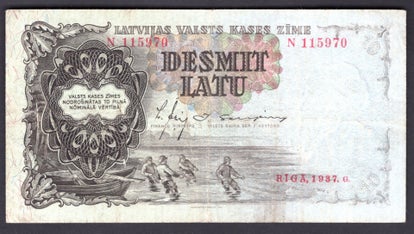 LATVIJAS VALSTS KASES ZĪME
N 115970 N 115970
DESMIT
LATU
VALSTS KASES ZĪMES
NODROŠINĀTAS TO PILNĀ
NOMINĀLĀ VĒRTĪBĀ
RĪGĀ, 1937. G.